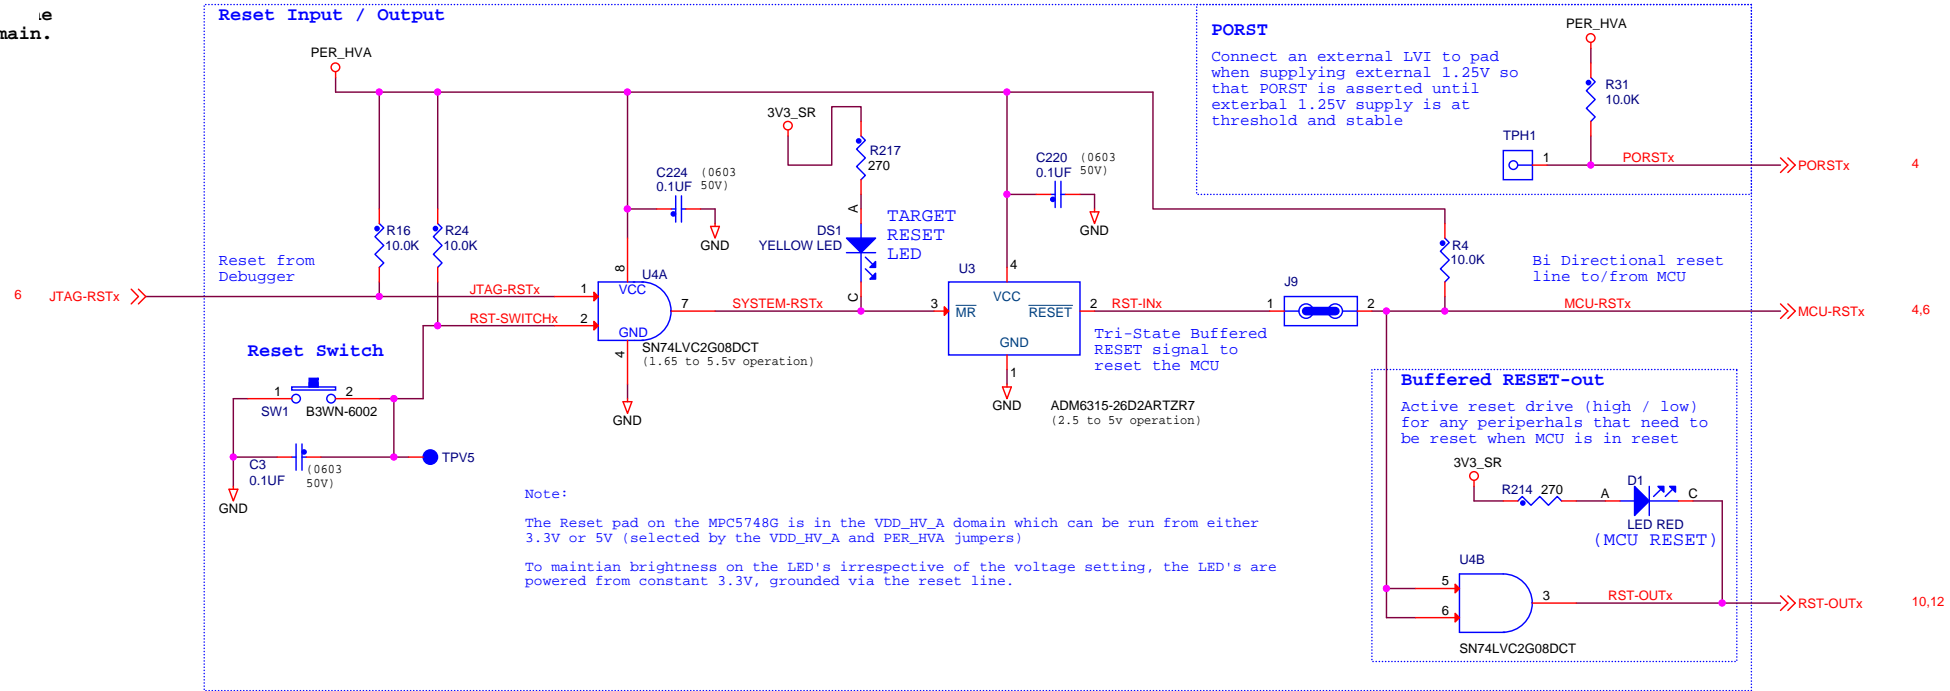 main.
Reset Input / Output
PER_HVA
PORST
Connect an external LVI to pad
when supplying external 1.25V so
that PORST is asserted until
exterbal 1.25V supply is at
threshold and stable
PER_HVA
R31
10.0K
TPH1
1
PORSTx
PORSTx
4
3V3_SR
R217
270
C224 (0603
0.1UF 50V)
GND
C220 (0603
0.1UF 50V)
GND
A
DS1
YELLOW LED
C
TARGET
RESET
LED
R16
10.0K
R24
10.0K
R4
10.0K
Reset from
Debugger
Bi Directional reset
line to/from MCU
6
JTAG-RSTx
JTAG-RSTx
1
RST-SWITCHx
2
8
U4A
VCC
GND
4
7
SN74LVC2G08DCT
(1.65 to 5.5v operation)
GND
SYSTEM-RSTx
3
U3
4
VCC
MR
RESET
GND
1
2
RST-INx
GND
ADM6315-26D2ARTZR7
(2.5 to 5v operation)
Tri-State Buffered
RESET signal to
reset the MCU
J9
1
2
MCU-RSTx
MCU-RSTx
4,6
Reset Switch
1
2
SW1
B3WN-6002
C3
0.1UF
(0603
50V)
TPV5
GND
Note:
The Reset pad on the MPC5748G is in the VDD_HV_A domain which can be run from either
3.3V or 5V (selected by the VDD_HV_A and PER_HVA jumpers)
To maintian brightness on the LED's irrespective of the voltage setting, the LED's are
powered from constant 3.3V, grounded via the reset line.
Buffered RESET-out
Active reset drive (high / low)
for any periperhals that need to
be reset when MCU is in reset
3V3_SR
R214 270
A
D1
C
LED RED
(MCU RESET)
U4B
5
6
3
RST-OUTx
RST-OUTx
10,12
SN74LVC2G08DCT